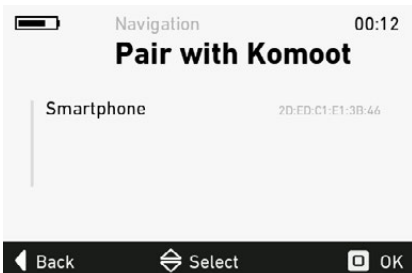 Navigation 00:12
Pair with Komoot
Smartphone 2D:ED:C1:E1:3B:46
Back Select OK